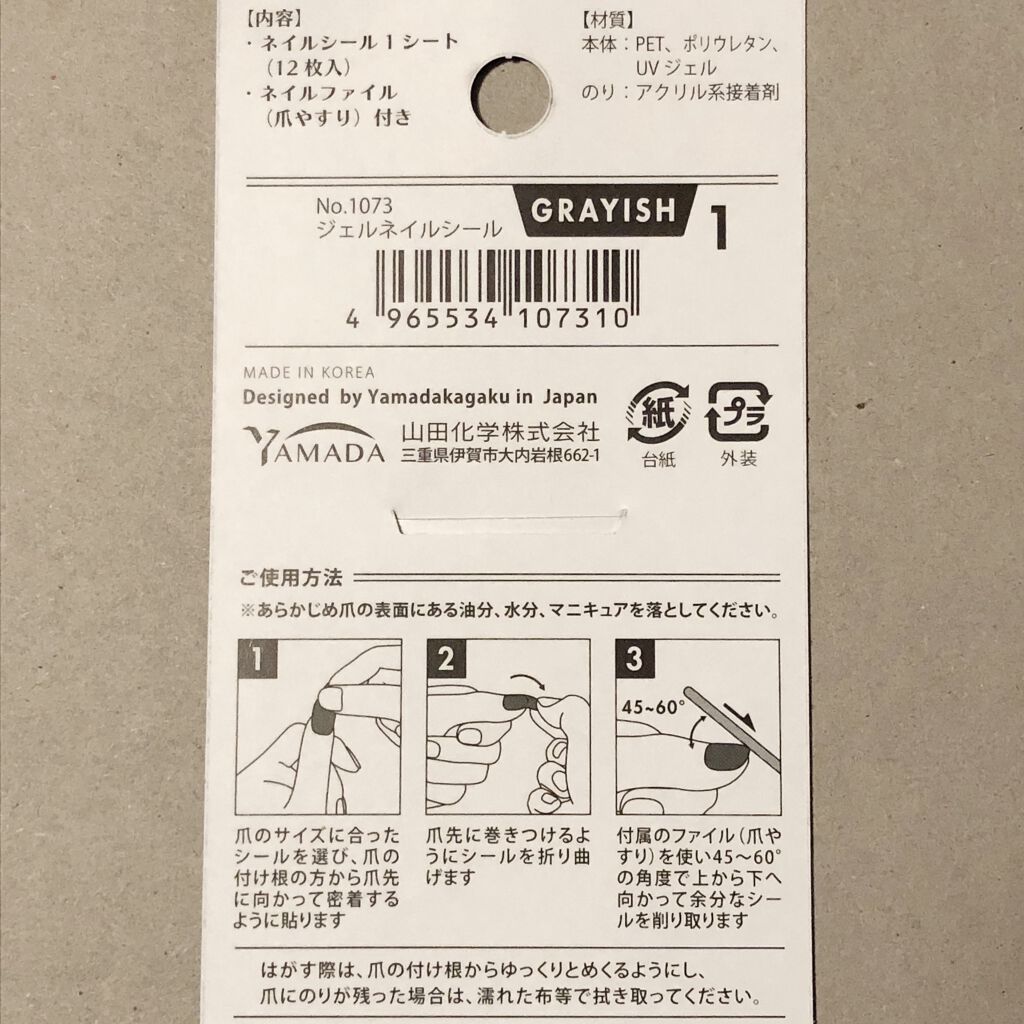 【内容】
・ネイルシール1シート
（12枚入）
・ネイルファイル
（爪やすり）付き
【材質】
本体：PET、ポリウレタン、
UVジェル
のり：アクリル系接着剤
No.1073
ジェルネイルシール
GRAYISH 1
4 965534 107310
MADE IN KOREA
Designed by Yamadakagaku in Japan
YAMADA
山田化学株式会社
三重県伊賀市大内岩根662-1
紙
台紙
プラ
外装
ご使用方法
※あらかじめ爪の表面にある油分、水分、マニキュアを落としてください。
1
爪のサイズに合った
シールを選び、爪の
付け根の方から爪先
に向かって密着する
ように貼ります
2
爪先に巻きつけるよ
うにシールを折り曲
げます
3
45~60°
付属のファイル（爪や
すり）を使い45～60°
の角度で上から下へ
向かって余分なシー
ルを削り取ります
はがす際は、爪の付け根からゆっくりとめくるようにし、
爪にのりが残った場合は、濡れた布等で拭き取ってください。